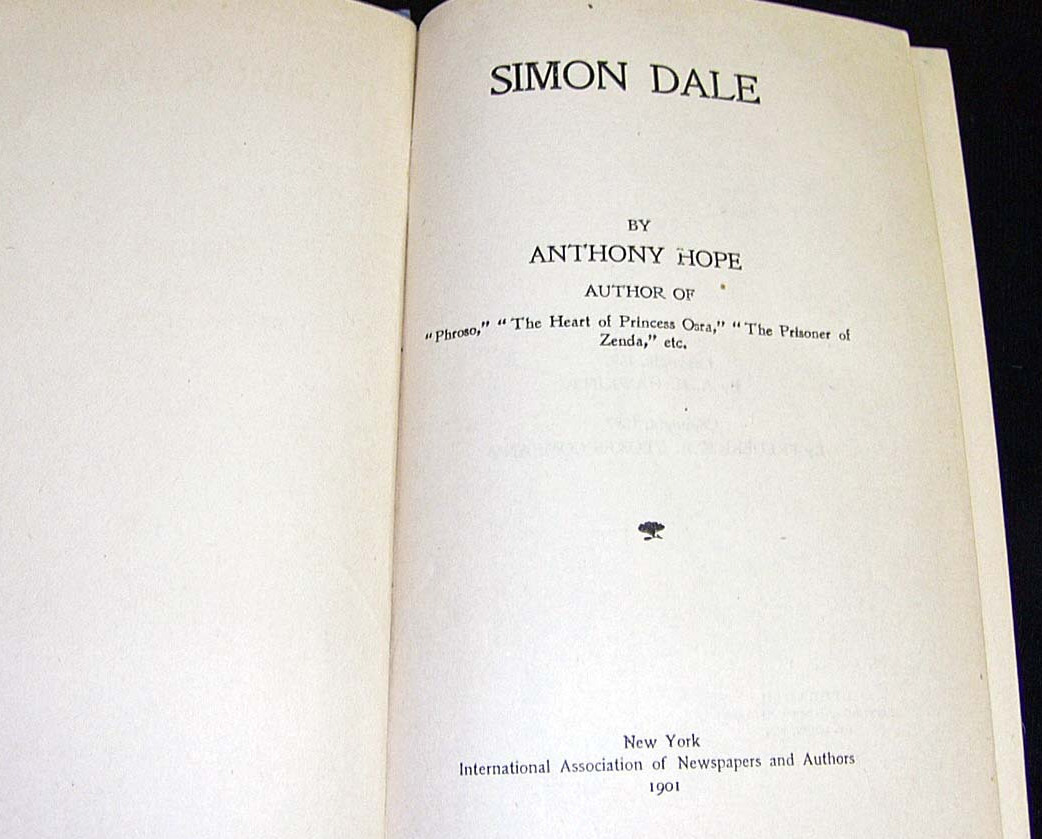 SIMON DALE
BY
ANTHONY HOPE
AUTHOR OF
"Phroso," "The Heart of Princess Osra," "The Prisoner of
Zenda," etc.
New York
International Association of Newspapers and Authors
1901